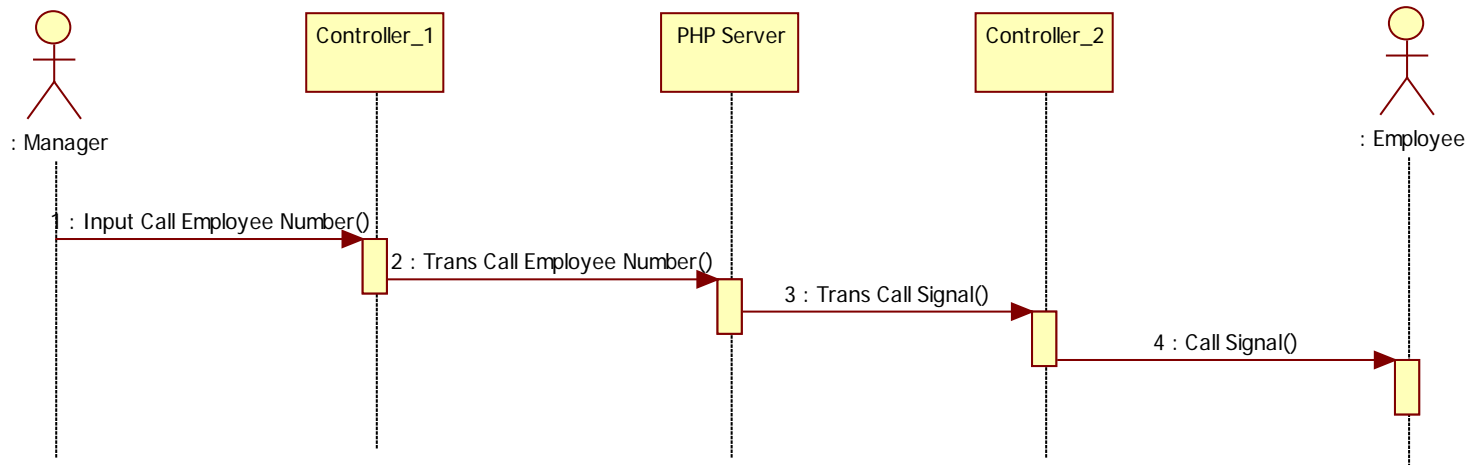 Controller_1
PHP Server
Controller_2
: Manager
: Employee
1 : Input Call Employee Number()
2 : Trans Call Employee Number()
3 : Trans Call Signal()
4 : Call Signal()